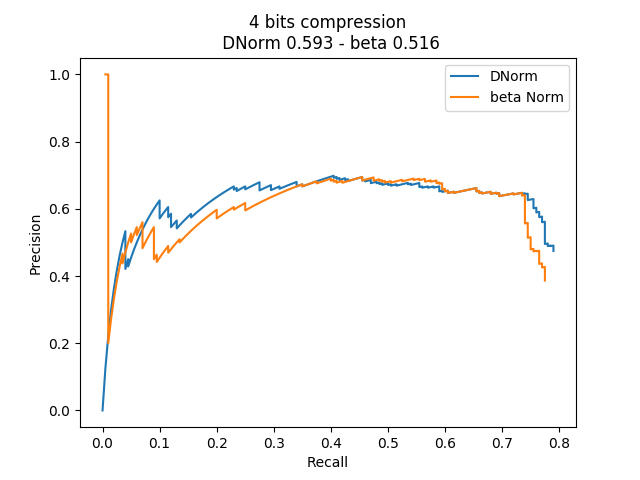 4 bits compression
DNorm 0.593 - beta 0.516
DNorm
beta Norm
1.0
0.8
0.6
0.4
0.2
0.0
Precision
0.0 0.1 0.2 0.3 0.4 0.5 0.6 0.7 0.8
Recall